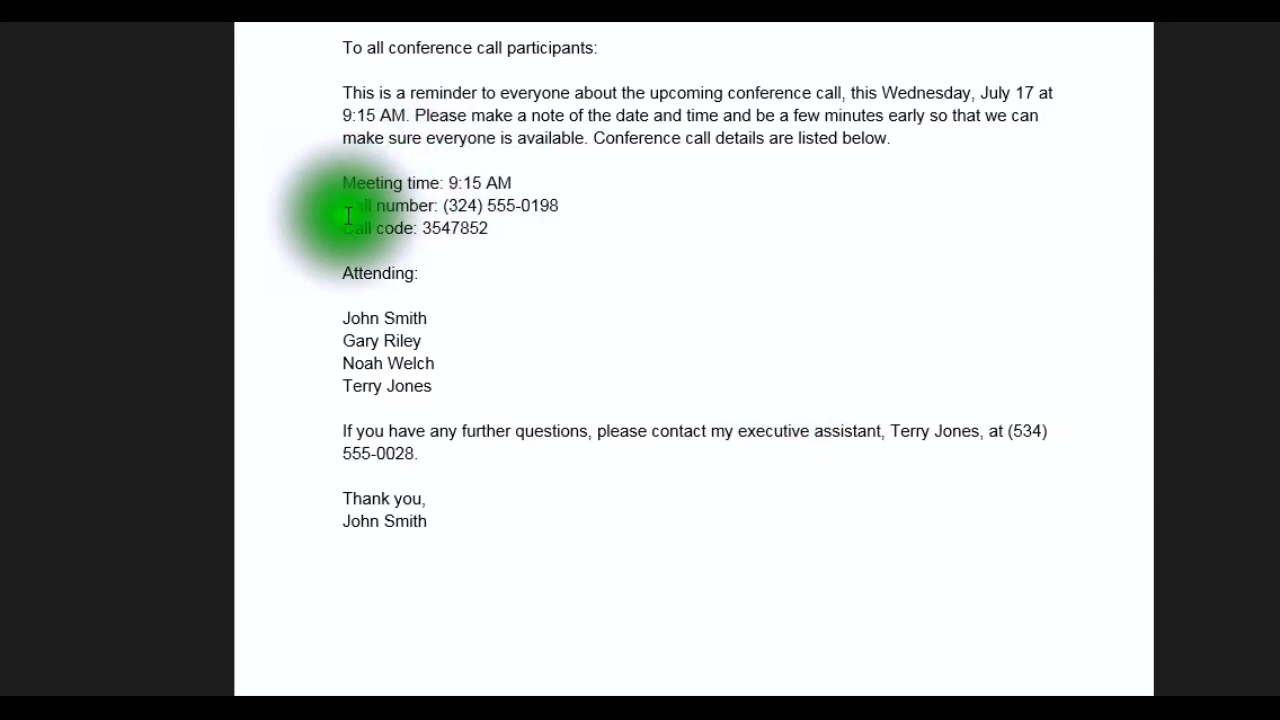 To all conference call participants:
This is a reminder to everyone about the upcoming conference call, this Wednesday, July 17 at
9:15 AM. Please make a note of the date and time and be a few minutes early so that we can
make sure everyone is available. Conference call details are listed below.
Meeting time: 9:15 AM
Call number: (324) 555-0198
Call code: 3547852
Attending:
John Smith
Gary Riley
Noah Welch
Terry Jones
If you have any further questions, please contact my executive assistant, Terry Jones, at (534)
555-0028.
Thank you,
John Smith